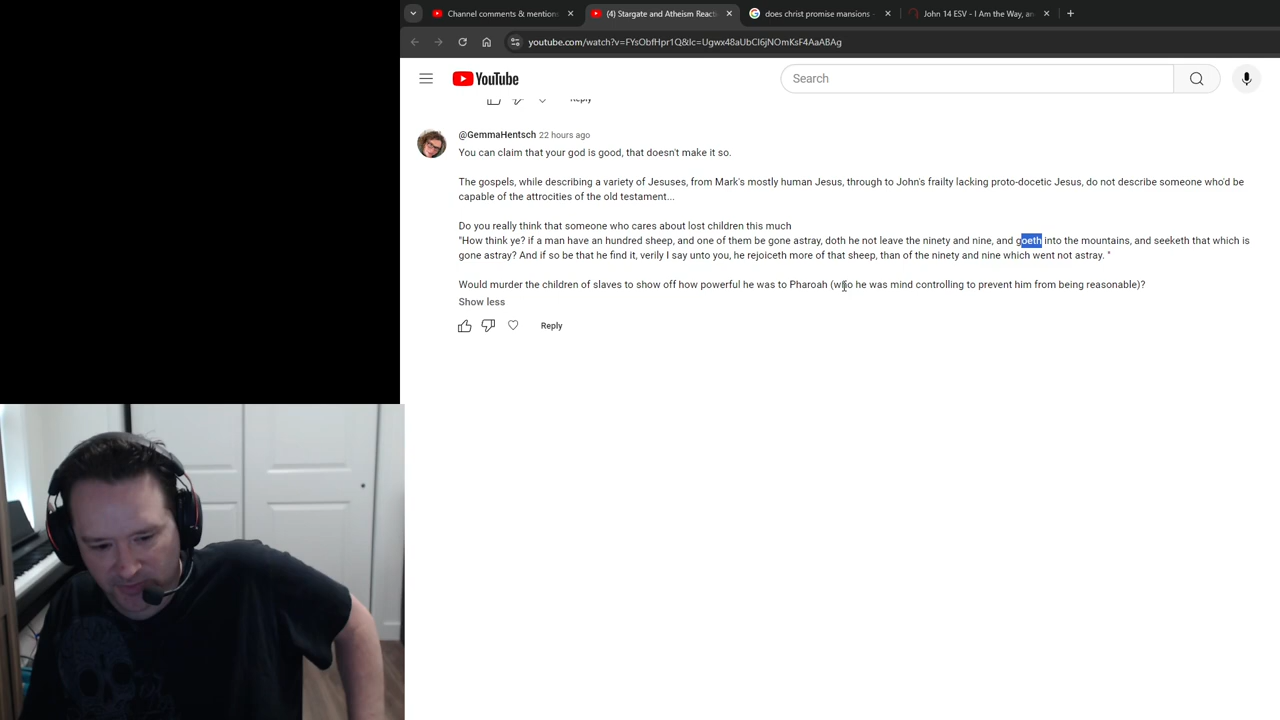 Channel comments & mention
(4) Stargate and Atheism React
does christ promise mansions -
John 14 ESV - I Am the Way, an
youtube.com/watch?v=FYsObfHpr1Q&lc=Ugwx48aUbCl6jNOmKsF4AaABAg
YouTube
Search
Reply
@GemmaHentsch 22 hours ago
You can claim that your god is good, that doesn't make it so.
The gospels, while describing a variety of Jesuses, from Mark's mostly human Jesus, through to John's frailty lacking proto-docetic Jesus, do not describe someone who'd be
capable of the attrocities of the old testament...
Do you really think that someone who cares about lost children this much
"How think ye? if a man have an hundred sheep, and one of them be gone astray, doth he not leave the ninety and nine, and goeth into the mountains, and seeketh that which is
gone astray? And if so be that he find it, verily I say unto you, he rejoiceth more of that sheep, than of the ninety and nine which went not astray. "
Would murder the children of slaves to show off how powerful he was to Pharoah (who he was mind controlling to prevent him from being reasonable)?
Show less
Reply